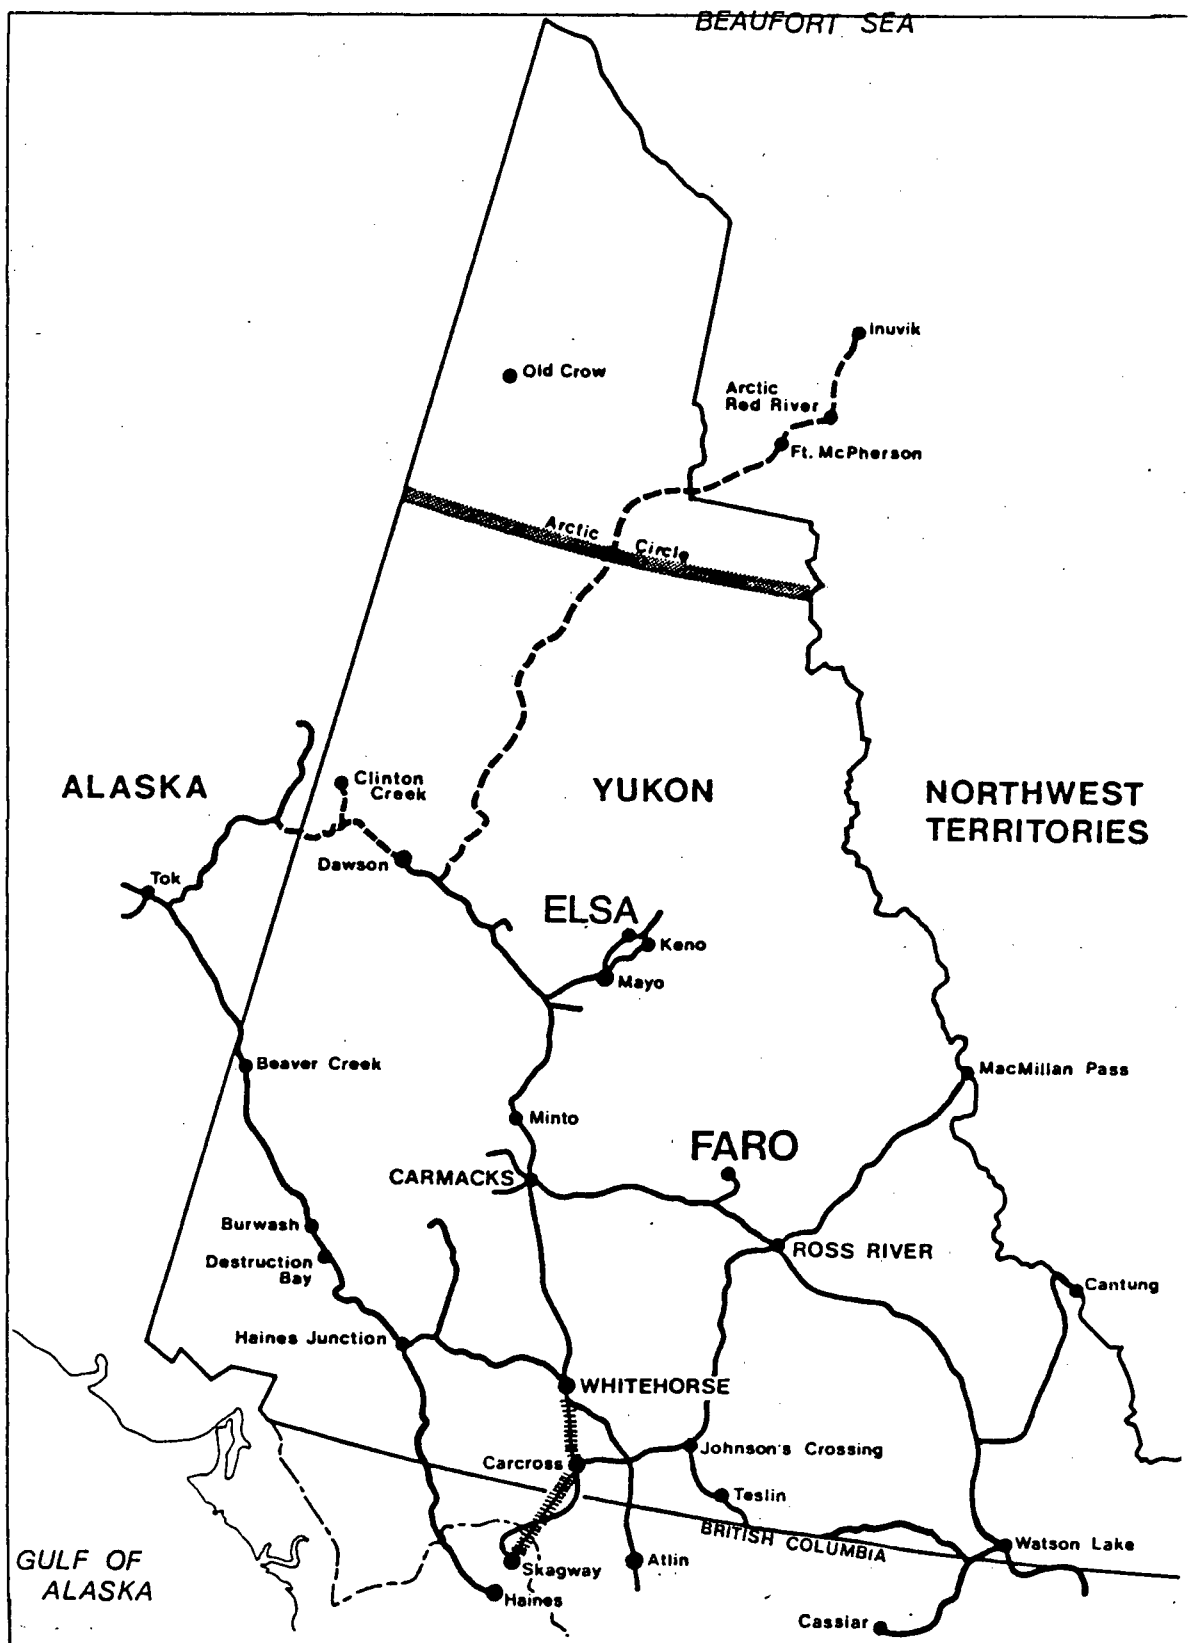 BEAUFORT SEA
Inuvik
Old Crow
Arctic
Red River
Ft. McPherson
Arctic Circle
ALASKA
Clinton
Creek
YUKON
NORTHWEST
TERRITORIES
Dawson
Tok
ELSA
Keno
Mayo
Beaver Creek
MacMillan Pass
Minto
FARO
CARMACKS
Burwash
ROSS RIVER
Destruction
Bay
Cantung
Haines Junction
WHITEHORSE
Johnson's Crossing
Carcross
Teslin
BRITISH COLUMBIA
Watson Lake
GULF OF
ALASKA
Skagway
Atlin
Haines
Cassiar